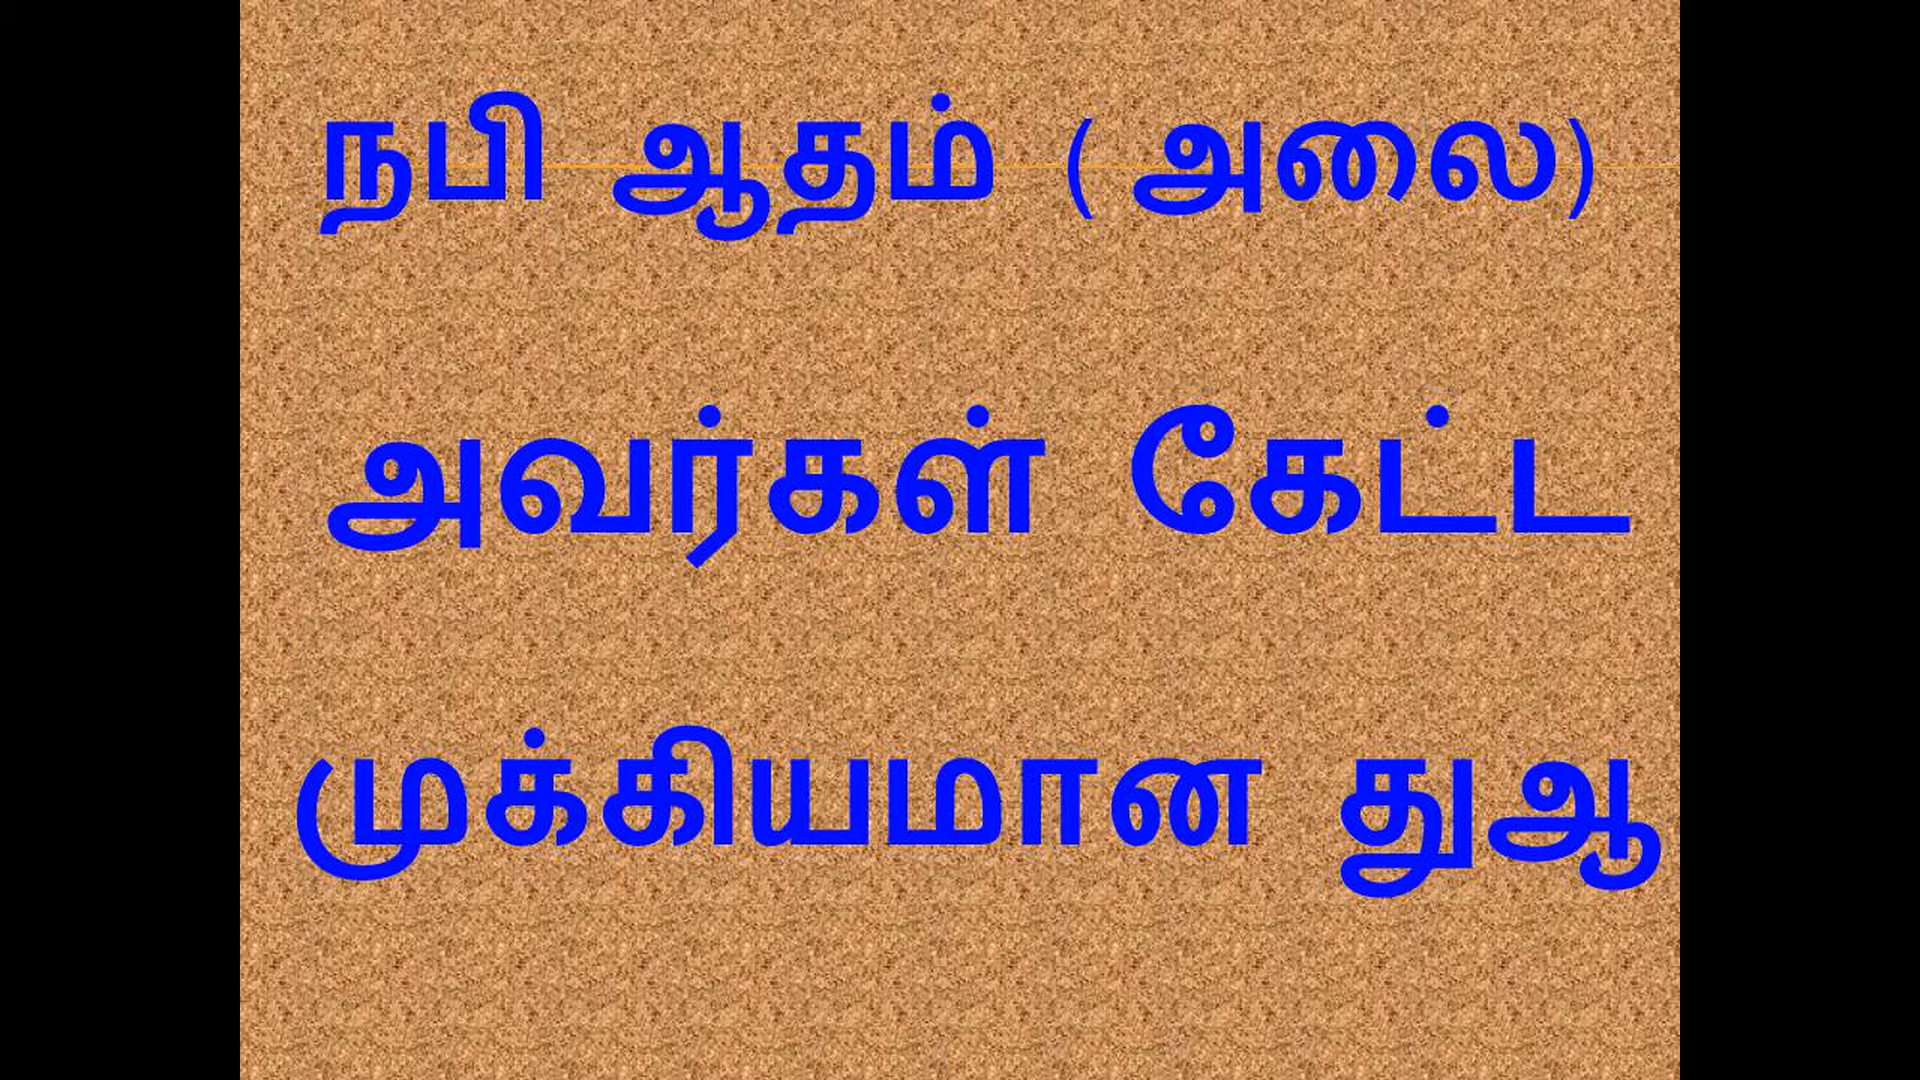 நபி ஆதம் ( அலை)
அவர்கள் கேட்ட
முக்கியமான துஆ